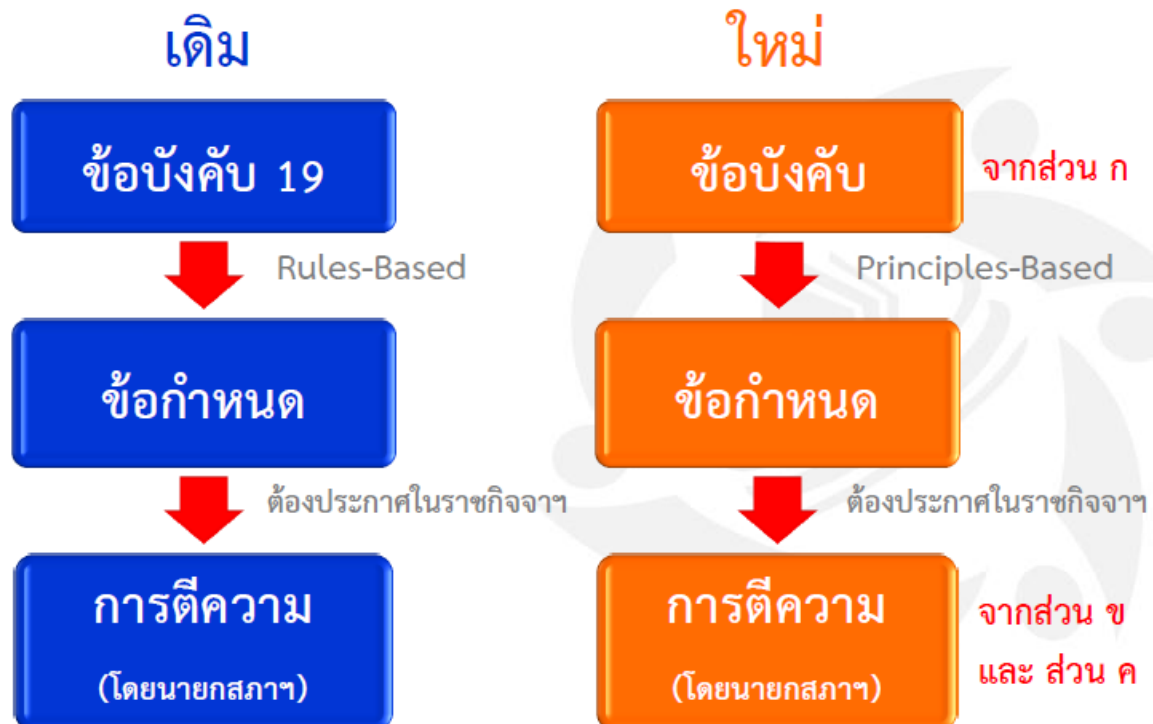 เดิม
ข้อบังคับ 19
Rules-Based
ข้อกำหนด
ต้องประกาศในราชกิจจาฯ
การตีความ
(โดยนายกสภาฯ)
ใหม่
ข้อบังคับ
จากส่วน ก
Principles-Based
ข้อกำหนด
ต้องประกาศในราชกิจจาฯ
การตีความ
(โดยนายกสภาฯ)
จากส่วน ข
และ ส่วน ค